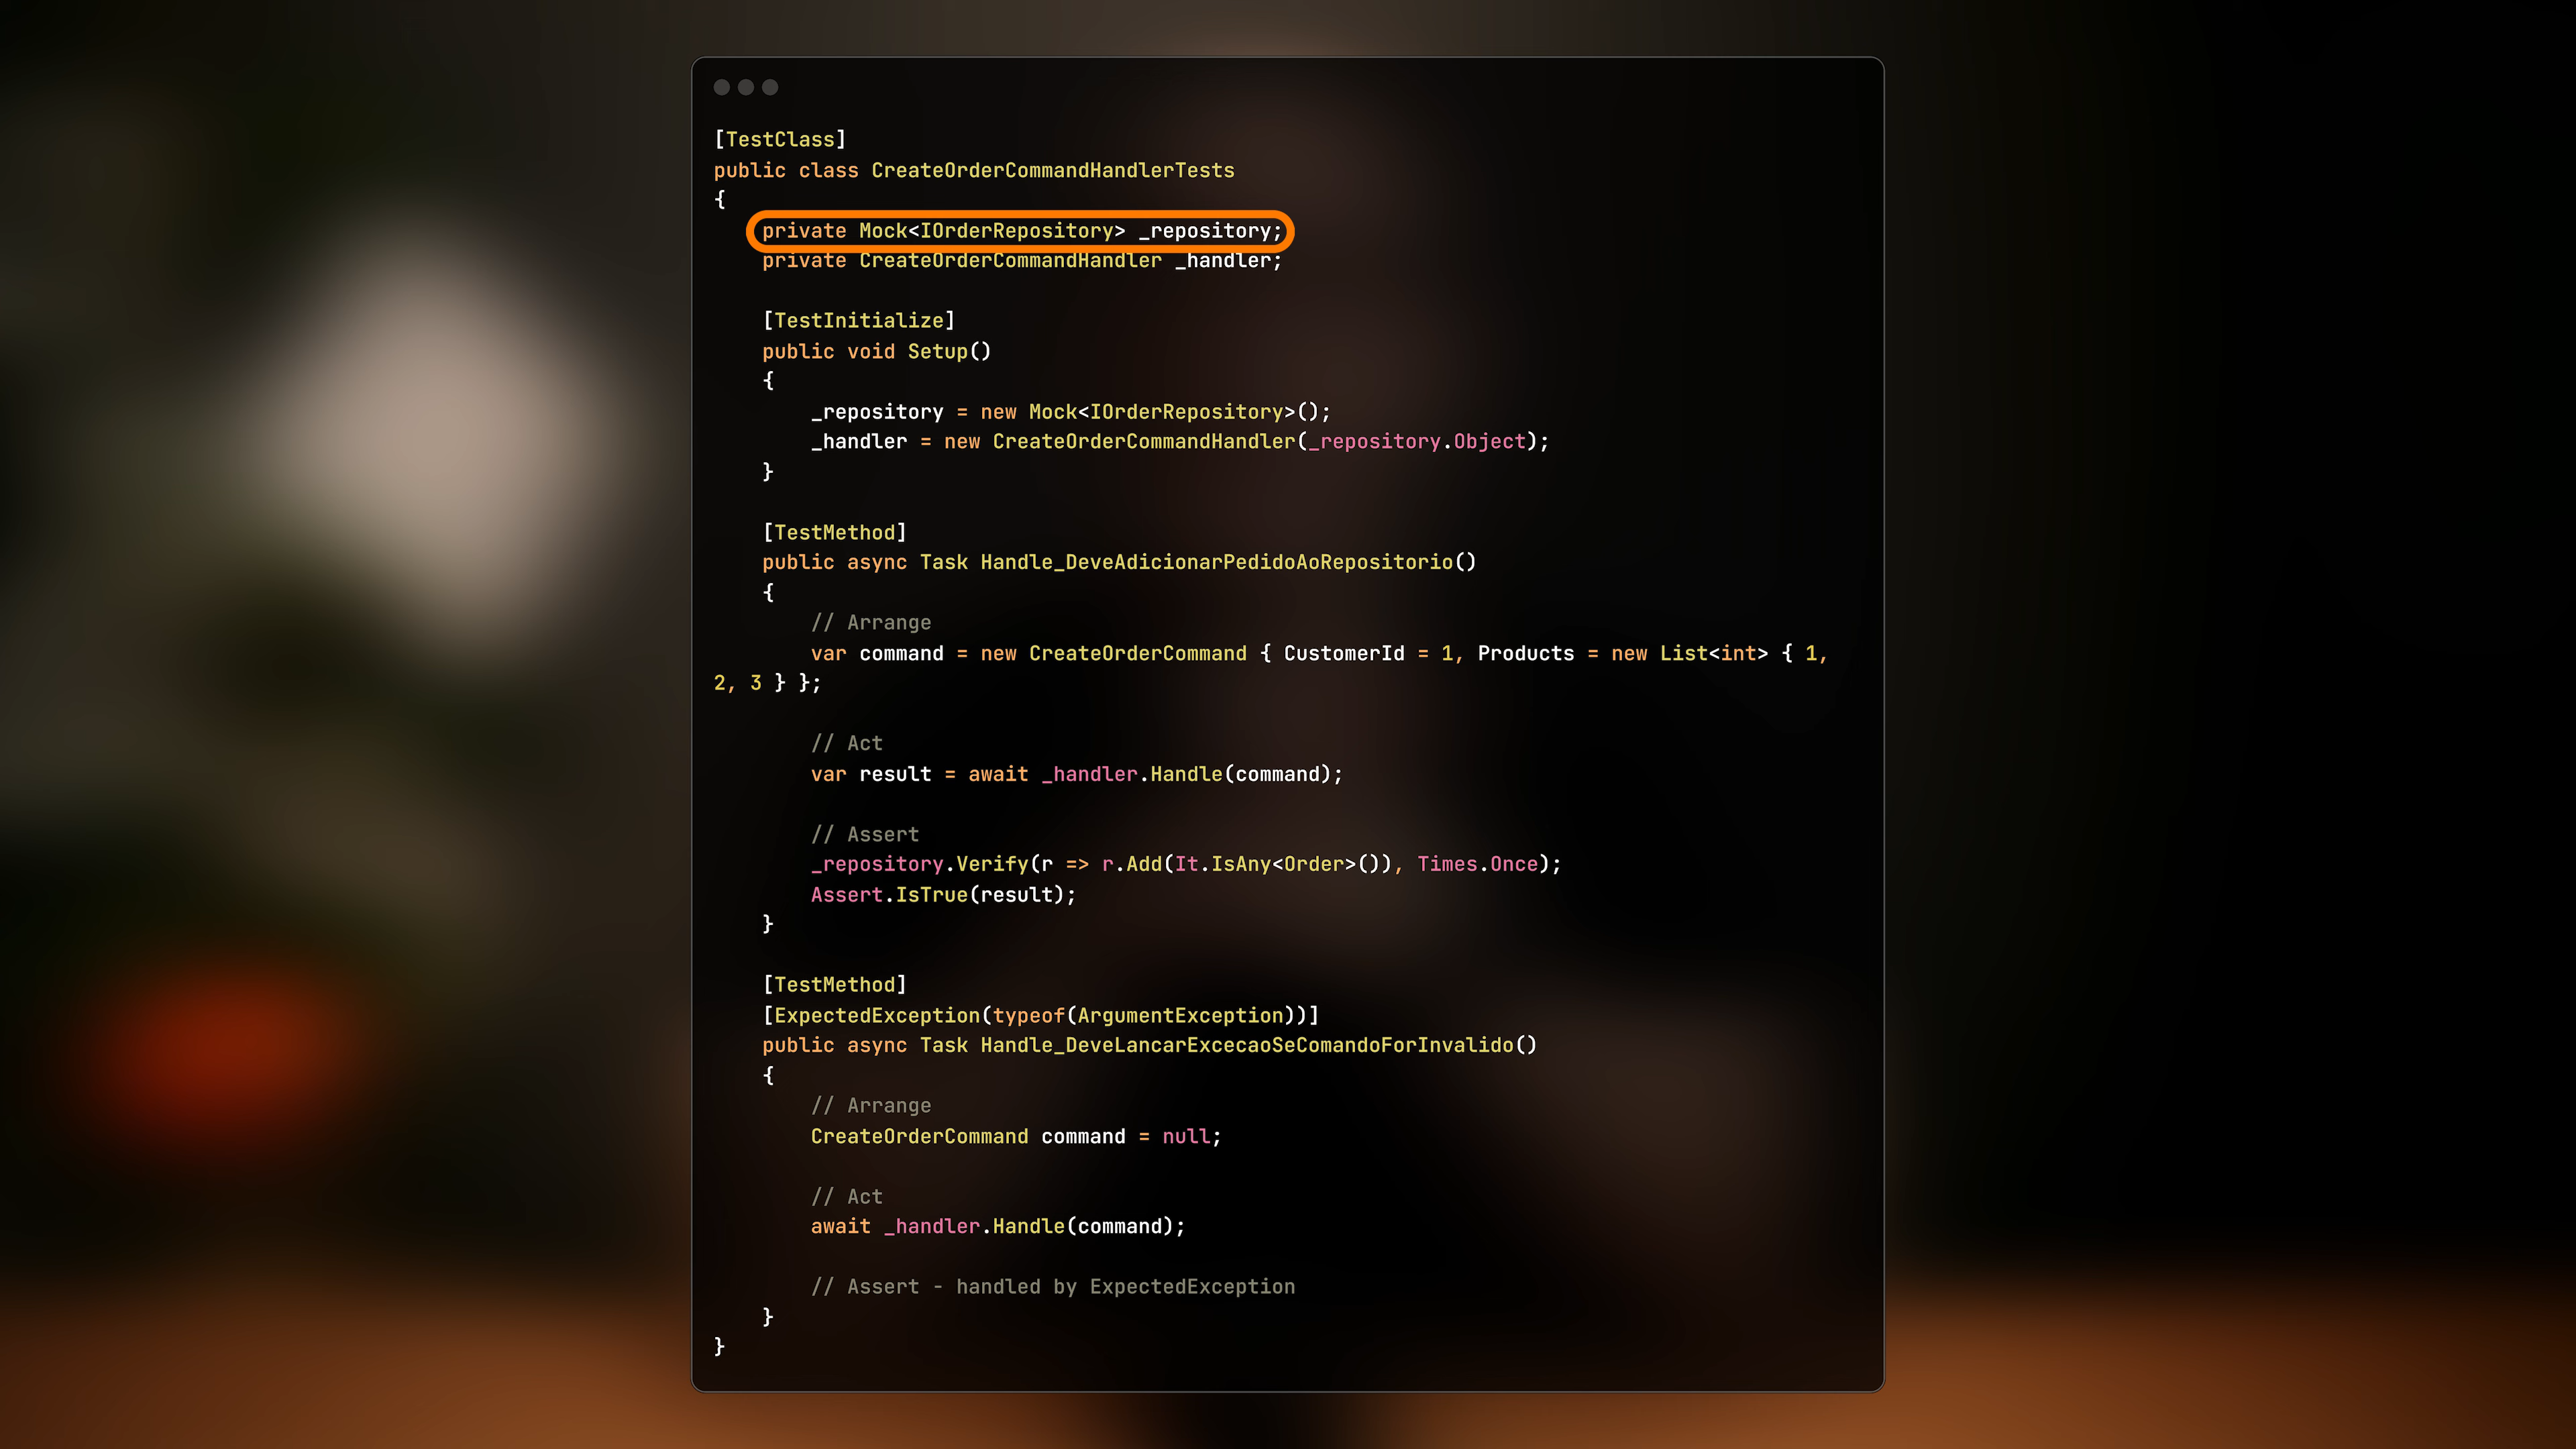 [TestClass]
public class CreateOrderCommandHandlerTests
{
    private Mock<IOrderRepository> _repository;
    private CreateOrderCommandHandler _handler;

    [TestInitialize]
    public void Setup()
    {
        _repository = new Mock<IOrderRepository>();
        _handler = new CreateOrderCommandHandler(_repository.Object);
    }

    [TestMethod]
    public async Task Handle_DeveAdicionarPedidoAoRepositorio()
    {
        // Arrange
        var command = new CreateOrderCommand { CustomerId = 1, Products = new List<int> { 1,
2, 3 } };

        // Act
        var result = await _handler.Handle(command);

        // Assert
        _repository.Verify(r => r.Add(It.IsAny<Order>()), Times.Once);
        Assert.IsTrue(result);
    }

    [TestMethod]
    [ExpectedException(typeof(ArgumentException))]
    public async Task Handle_DeveLancarExcecaoSeComandoForInvalido()
    {
        // Arrange
        CreateOrderCommand command = null;

        // Act
        await _handler.Handle(command);

        // Assert - handled by ExpectedException
    }
}